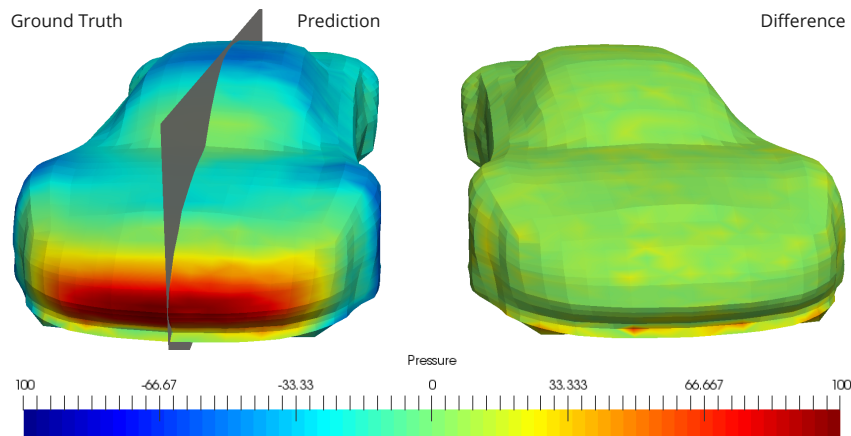 Ground Truth
Prediction
Difference
Pressure
100 -66.67 -33.33 0 33.333 66.667 100